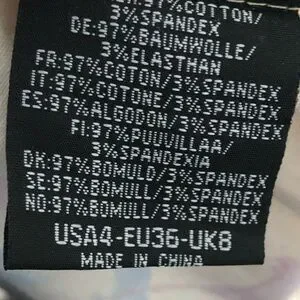 97%COTTON/
3%SPANDEX
DE:97%BAUMWOLLE/
3%ELASTHAN
FR:97%COTON/3%SPANDEX
IT:97%COTONE/3%SPANDEX
ES:97%ALGODON/3%SPANDEX
FI:97%PUUVILLAA/
3%SPANDEXIA
DK:97%BOMULD/3%SPANDEX
SE:97%BOMULL/3%SPANDEX
NO:97%BOMULL/3%SPANDEX
USA4-EU36-UK8
MADE IN CHINA